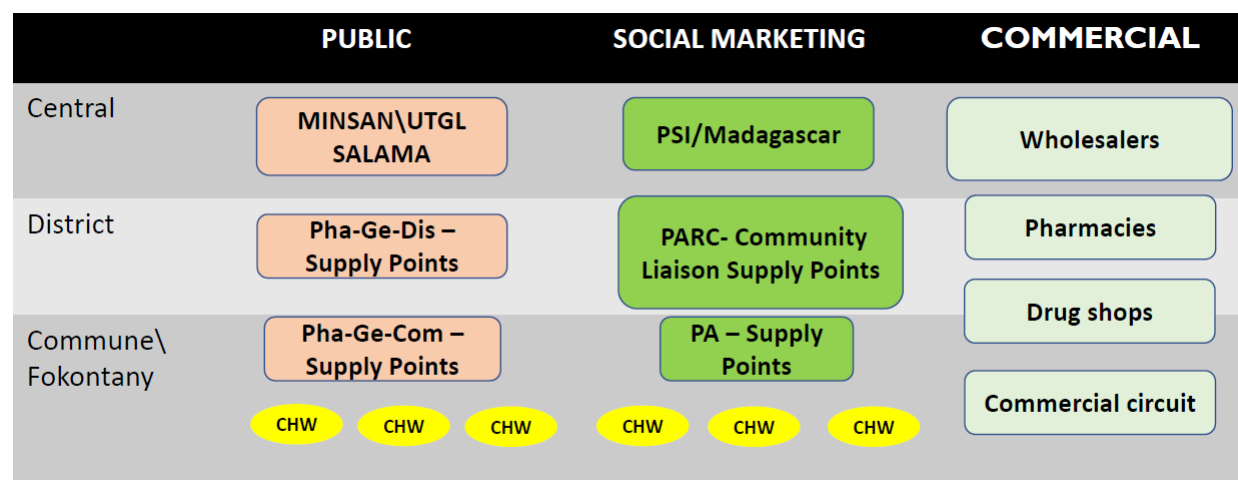 PUBLIC SOCIAL MARKETING COMMERCIAL
Central
MINSAN\UTGL
SALAMA
PSI/Madagascar
Wholesalers
District
Pha-Ge-Dis –
Supply Points
PARC- Community
Liaison Supply Points
Pharmacies
Drug shops
Commune\
Fokontany
Pha-Ge-Com –
Supply Points
PA – Supply
Points
Commercial circuit
CHW CHW CHW CHW CHW CHW